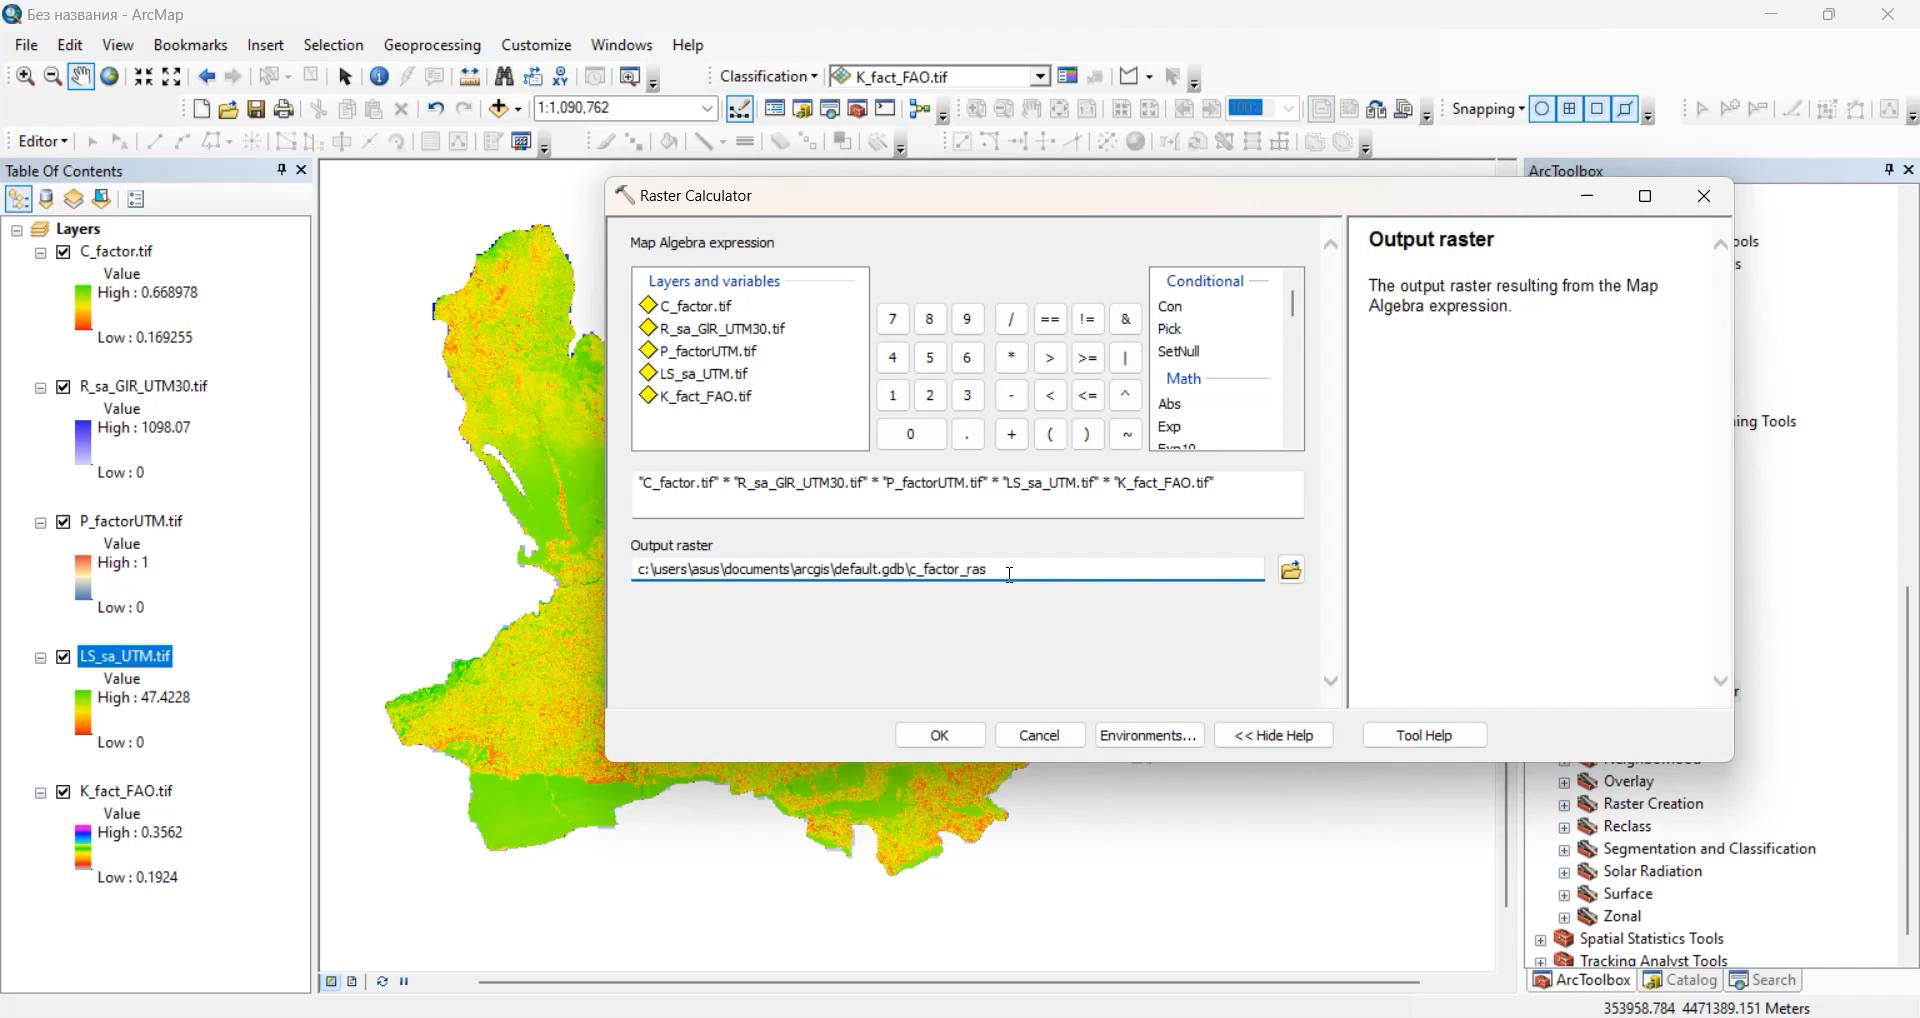 Без названия - ArcMap
File Edit View Bookmarks Insert Selection Geoprocessing Customize Windows Help
Classification K_fact_FAO.tif
1:1,090,762 100% Snapping
Editor
Table Of Contents
Layers
C_factor.tif
Value
High : 0.668978
Low : 0.169255
R_sa_GIR_UTM30.tif
Value
High : 1098.07
Low : 0
P_factorUTM.tif
Value
High : 1
Low : 0
LS_sa_UTM.tif
Value
High : 47.4228
Low : 0
K_fact_FAO.tif
Value
High : 0.3562
Low : 0.1924
Raster Calculator
Map Algebra expression
Layers and variables
C_factor.tif
R_sa_GIR_UTM30.tif
P_factorUTM.tif
LS_sa_UTM.tif
K_fact_FAO.tif
7 8 9 / == != &
4 5 6 * > >= |
1 2 3 - < <= ^
0 . + ( ) ~
Conditional
Con
Pick
SetNull
Math
Abs
Exp
Exp10
"C_factor.tif" * "R_sa_GIR_UTM30.tif" * "P_factorUTM.tif" * "LS_sa_UTM.tif" * "K_fact_FAO.tif"
Output raster
c:\users\asus\documents\arcgis\default.gdb\c_factor_ras
OK Cancel Environments... << Hide Help Tool Help
Output raster
The output raster resulting from the Map
Algebra expression.
ArcToolbox
ools
s
ing Tools
r
Overlay
Raster Creation
Reclass
Segmentation and Classification
Solar Radiation
Surface
Zonal
Spatial Statistics Tools
Tracking Analyst Tools
ArcToolbox Catalog Search
353958.784 4471389.151 Meters